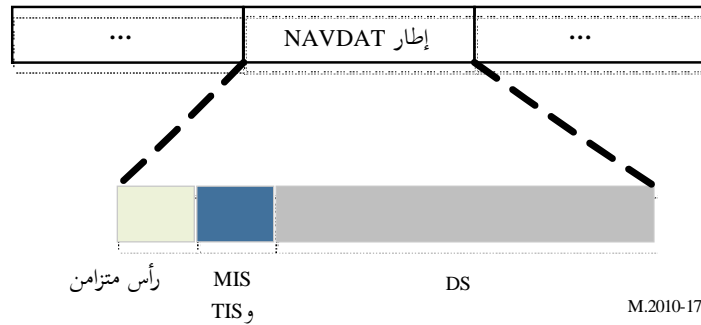 ... إطار NAVDAT ...
رأس متزامن MIS DS
وTIS
M.2010-17